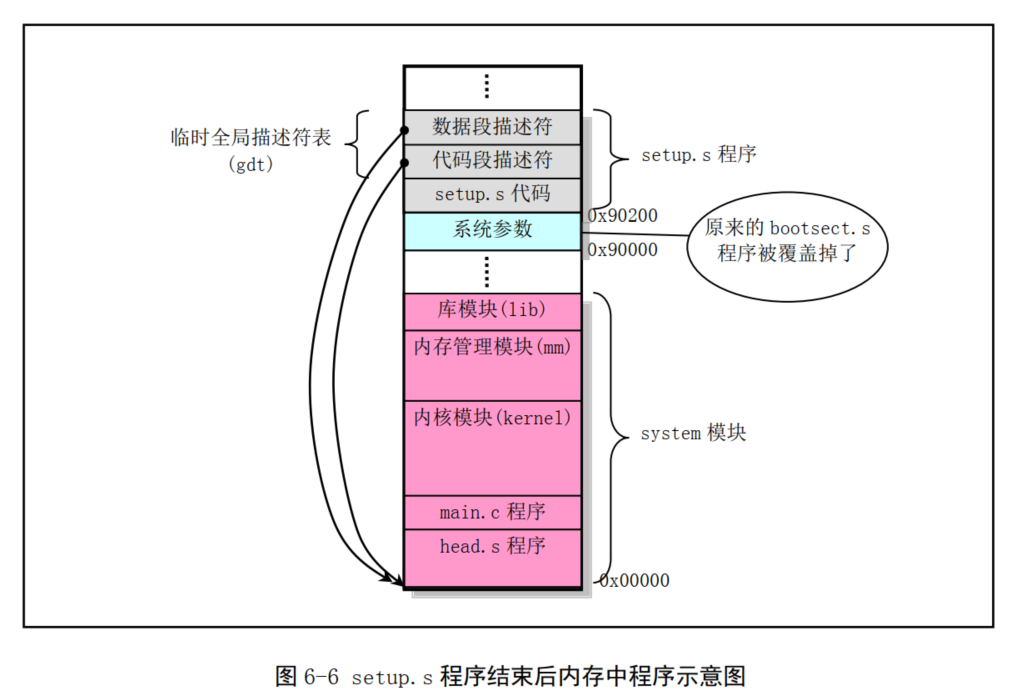 临时全局描述符表
(gdt)
数据段描述符
代码段描述符
setup.s 代码
setup.s 程序
0x90200
系统参数
0x90000
原来的 bootsect.s
程序被覆盖掉了
库模块(lib)
内存管理模块(mm)
内核模块(kernel)
system 模块
main.c 程序
head.s 程序
0x00000
图 6-6 setup.s 程序结束后内存中程序示意图